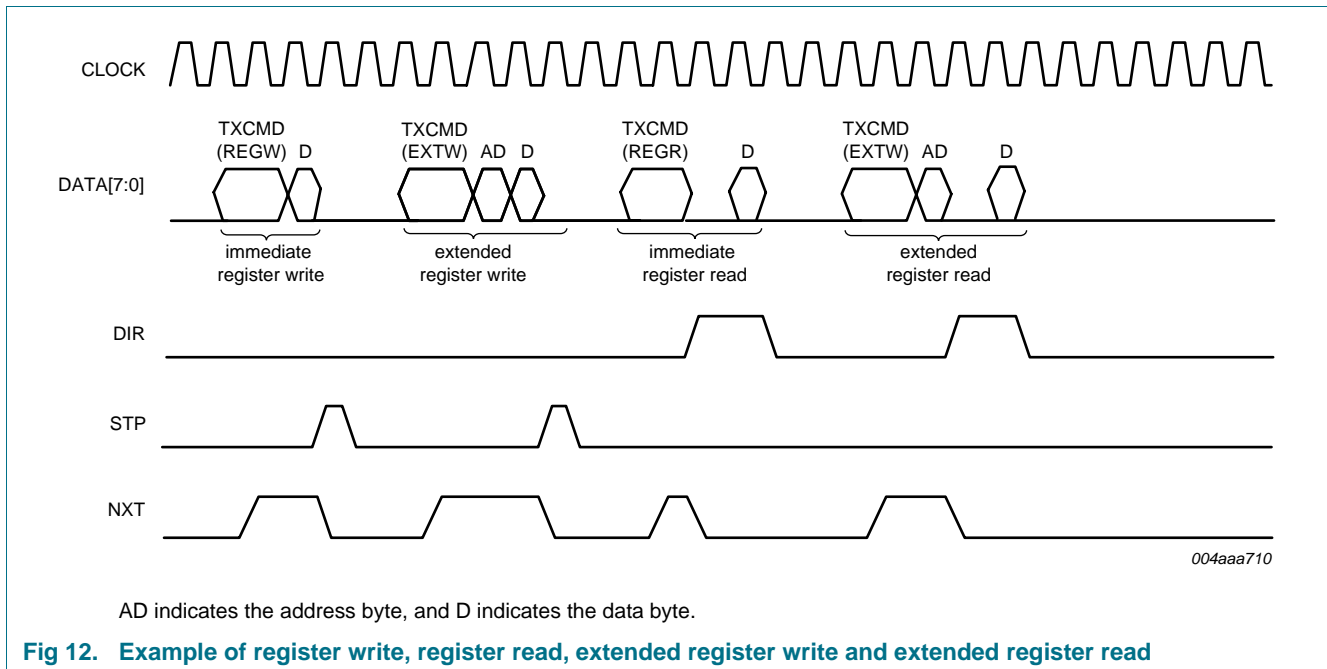 CLOCK
TXCMD
(REGW) D
TXCMD
(EXTW) AD D
TXCMD
(REGR) D
TXCMD
(EXTW) AD D
DATA[7:0]
immediate
register write
extended
register write
immediate
register read
extended
register read
DIR
STP
NXT
004aaa710
AD indicates the address byte, and D indicates the data byte.
Fig 12. Example of register write, register read, extended register write and extended register read